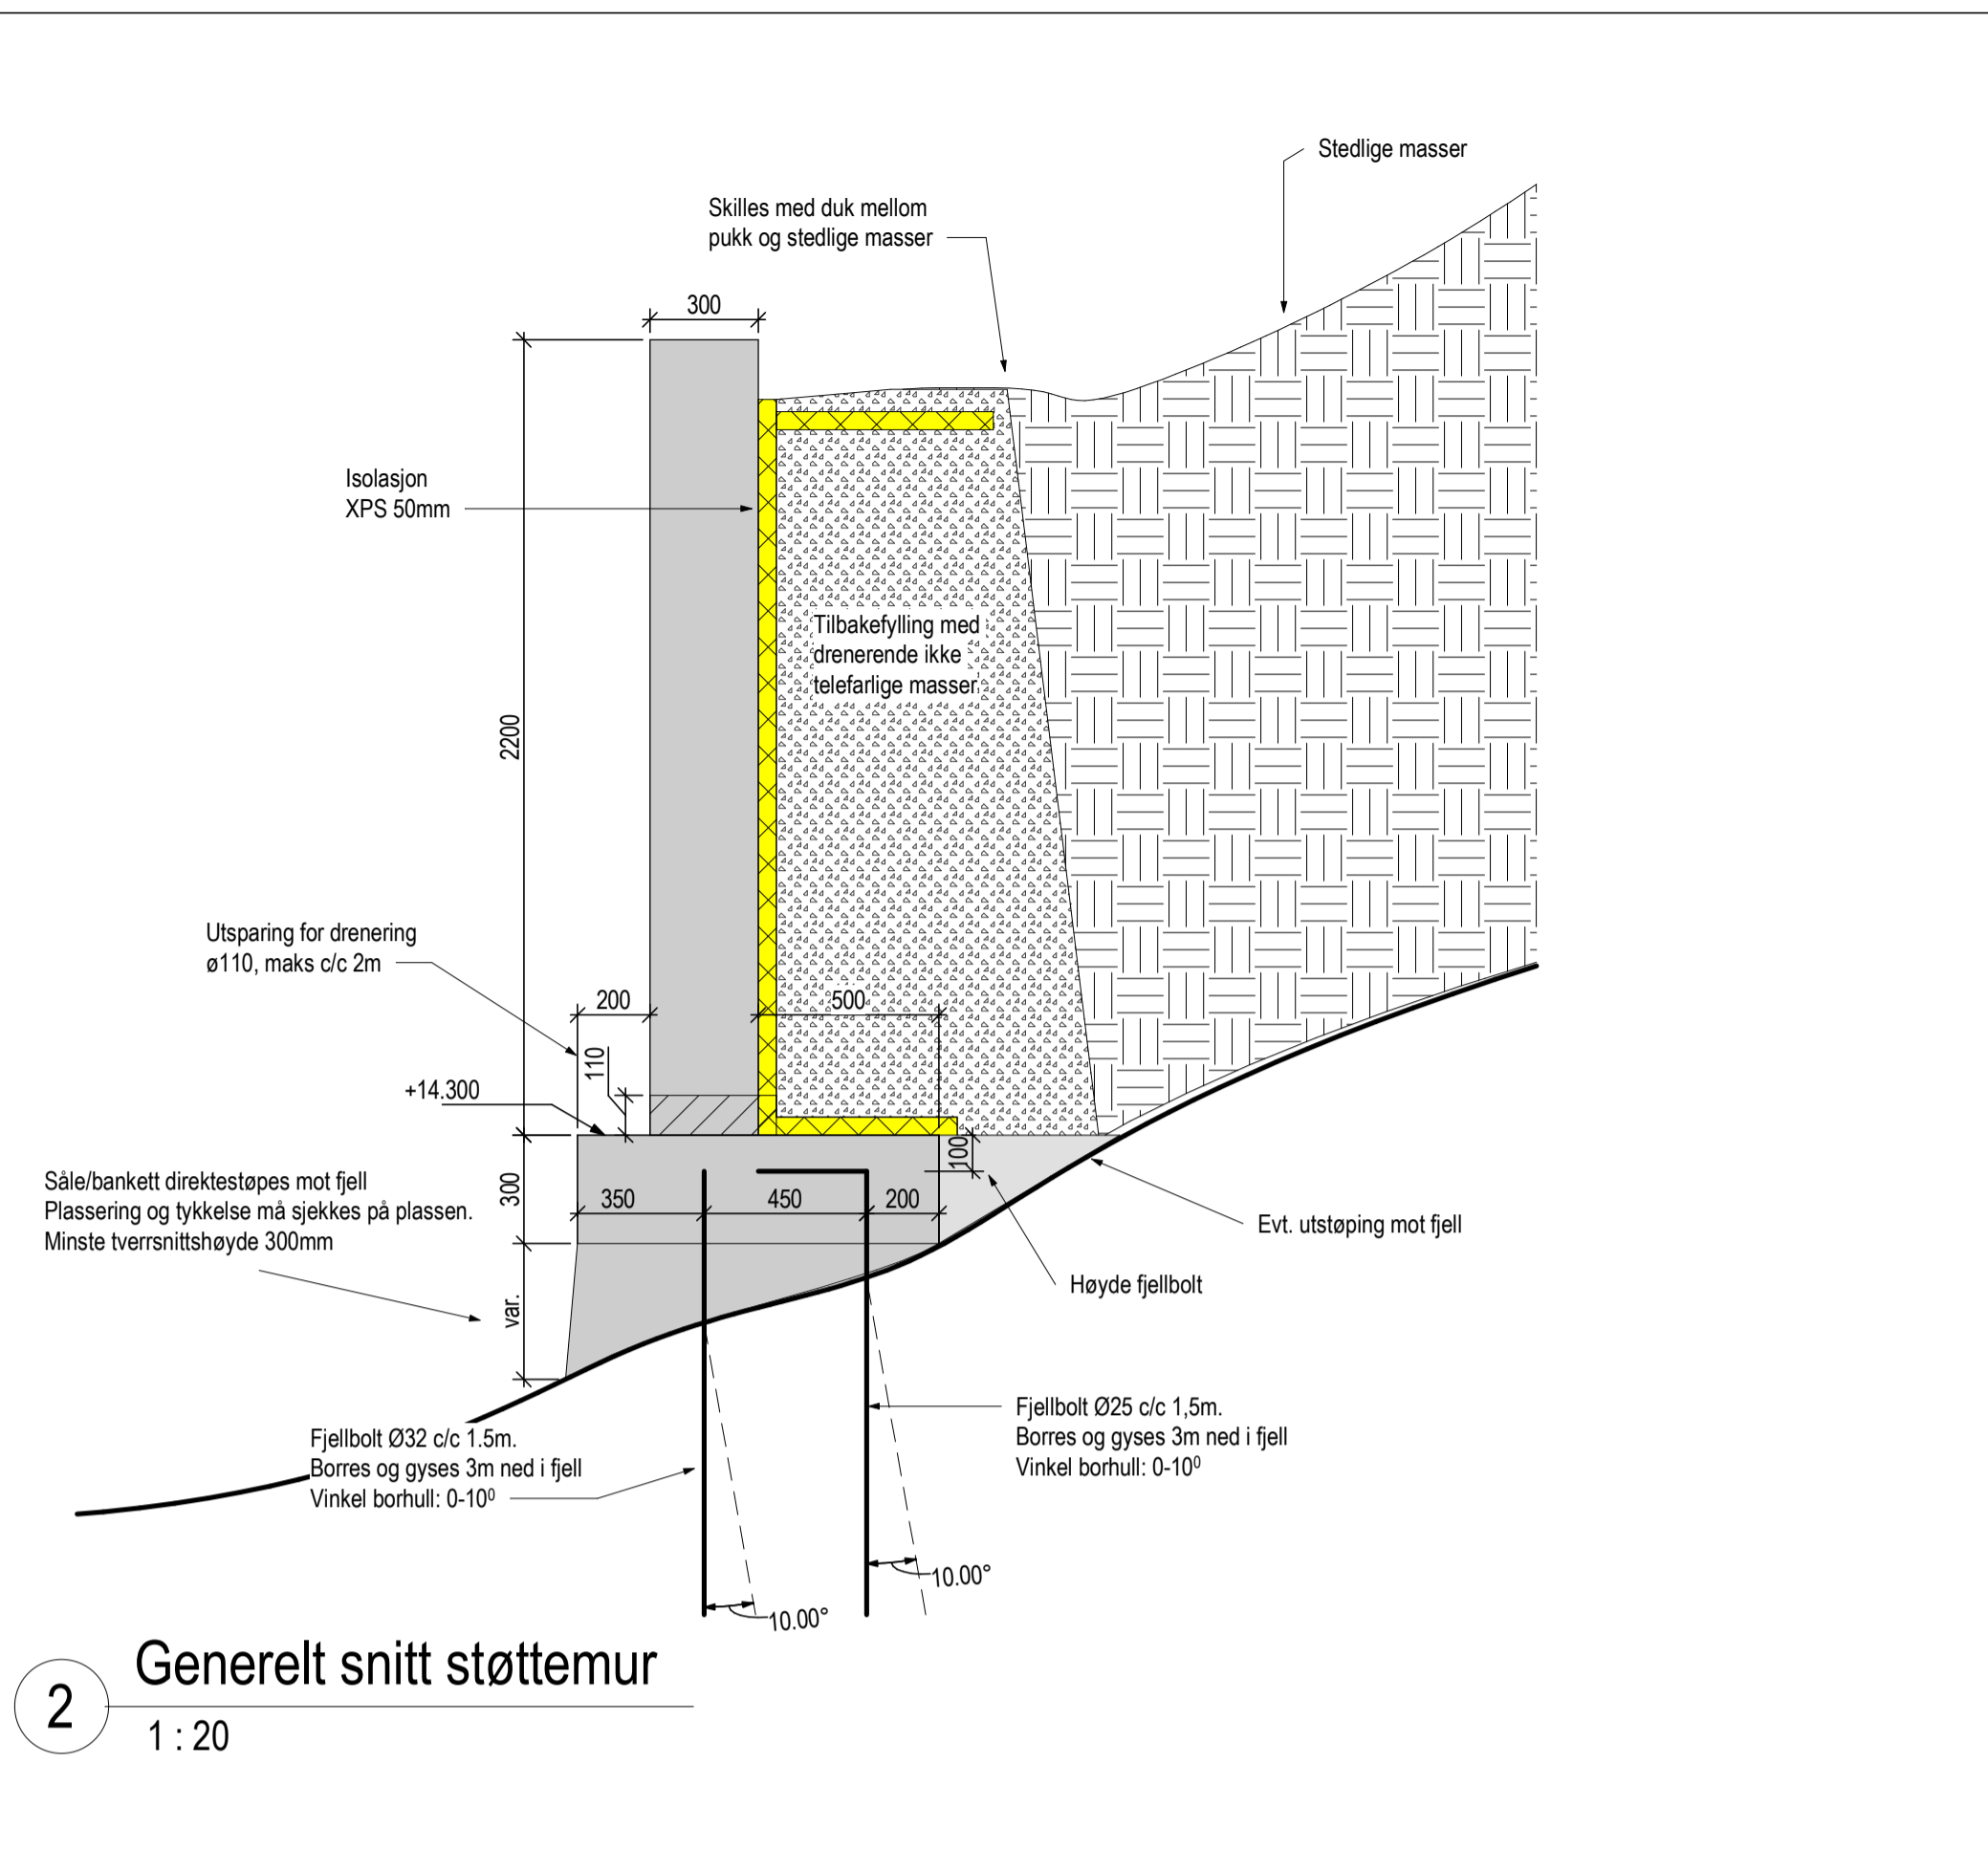 Stedlige masser
Skilles med duk mellom
pukk og stedlige masser
300
Isolasjon
XPS 50mm
Tilbakefylling med
drenerende ikke
telefarlige masser
2200
Utsparing for drenering
ø110, maks c/c 2m
200
500
110
+14.300
100
Såle/bankett direktestøpes mot fjell
Plassering og tykkelse må sjekkes på plassen.
Minste tverrsnittshøyde 300mm
300
350
450
200
Evt. utstøping mot fjell
Høyde fjellbolt
var.
Fjellbolt Ø32 c/c 1.5m.
Borres og gyses 3m ned i fjell
Vinkel borhull: 0-10⁰
Fjellbolt Ø25 c/c 1,5m.
Borres og gyses 3m ned i fjell
Vinkel borhull: 0-10⁰
10.00°
10.00°
2
Generelt snitt støttemur
1 : 20